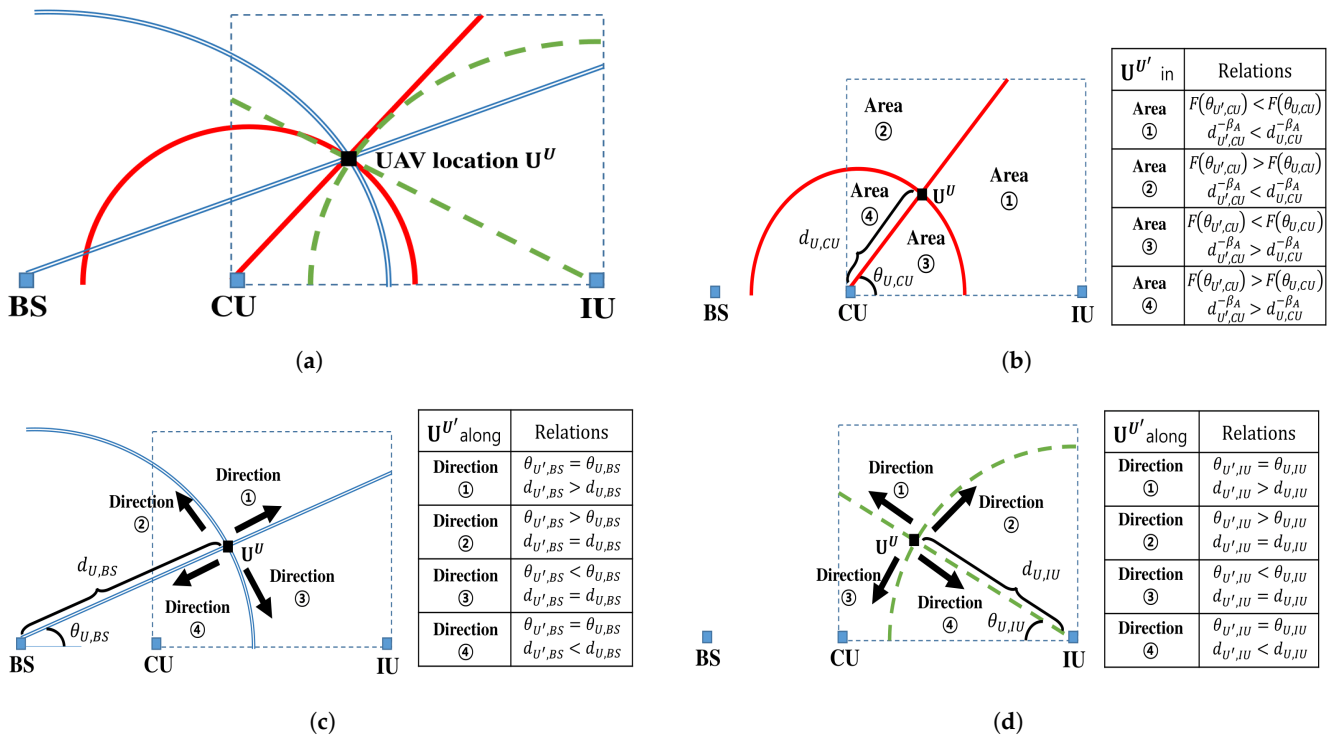 UAV location U^U
BS
CU
IU
(a)
Area
②
Area
④
U^U
Area
①
Area
③
d_{U,CU}
θ_{U,CU}
BS
CU
IU
U^{U'} in Relations
Area ① F(θ_{U',CU}) < F(θ_{U,CU})
d_{U',CU}^{-β_A} < d_{U,CU}^{-β_A}
Area ② F(θ_{U',CU}) > F(θ_{U,CU})
d_{U',CU}^{-β_A} < d_{U,CU}^{-β_A}
Area ③ F(θ_{U',CU}) < F(θ_{U,CU})
d_{U',CU}^{-β_A} > d_{U,CU}^{-β_A}
Area ④ F(θ_{U',CU}) > F(θ_{U,CU})
d_{U',CU}^{-β_A} > d_{U,CU}^{-β_A}
(b)
Direction
①
Direction
②
U^U
d_{U,BS}
Direction
③
Direction
④
θ_{U,BS}
BS
CU
IU
U^{U'} along Relations
Direction ① θ_{U',BS} = θ_{U,BS}
d_{U',BS} > d_{U,BS}
Direction ② θ_{U',BS} > θ_{U,BS}
d_{U',BS} = d_{U,BS}
Direction ③ θ_{U',BS} < θ_{U,BS}
d_{U',BS} = d_{U,BS}
Direction ④ θ_{U',BS} = θ_{U,BS}
d_{U',BS} < d_{U,BS}
(c)
Direction
①
Direction
②
U^U
d_{U,IU}
Direction
③
Direction
④
θ_{U,IU}
BS
CU
IU
U^{U'} along Relations
Direction ① θ_{U',IU} = θ_{U,IU}
d_{U',IU} > d_{U,IU}
Direction ② θ_{U',IU} > θ_{U,IU}
d_{U',IU} = d_{U,IU}
Direction ③ θ_{U',IU} < θ_{U,IU}
d_{U',IU} = d_{U,IU}
Direction ④ θ_{U',IU} = θ_{U,IU}
d_{U',IU} < d_{U,IU}
(d)